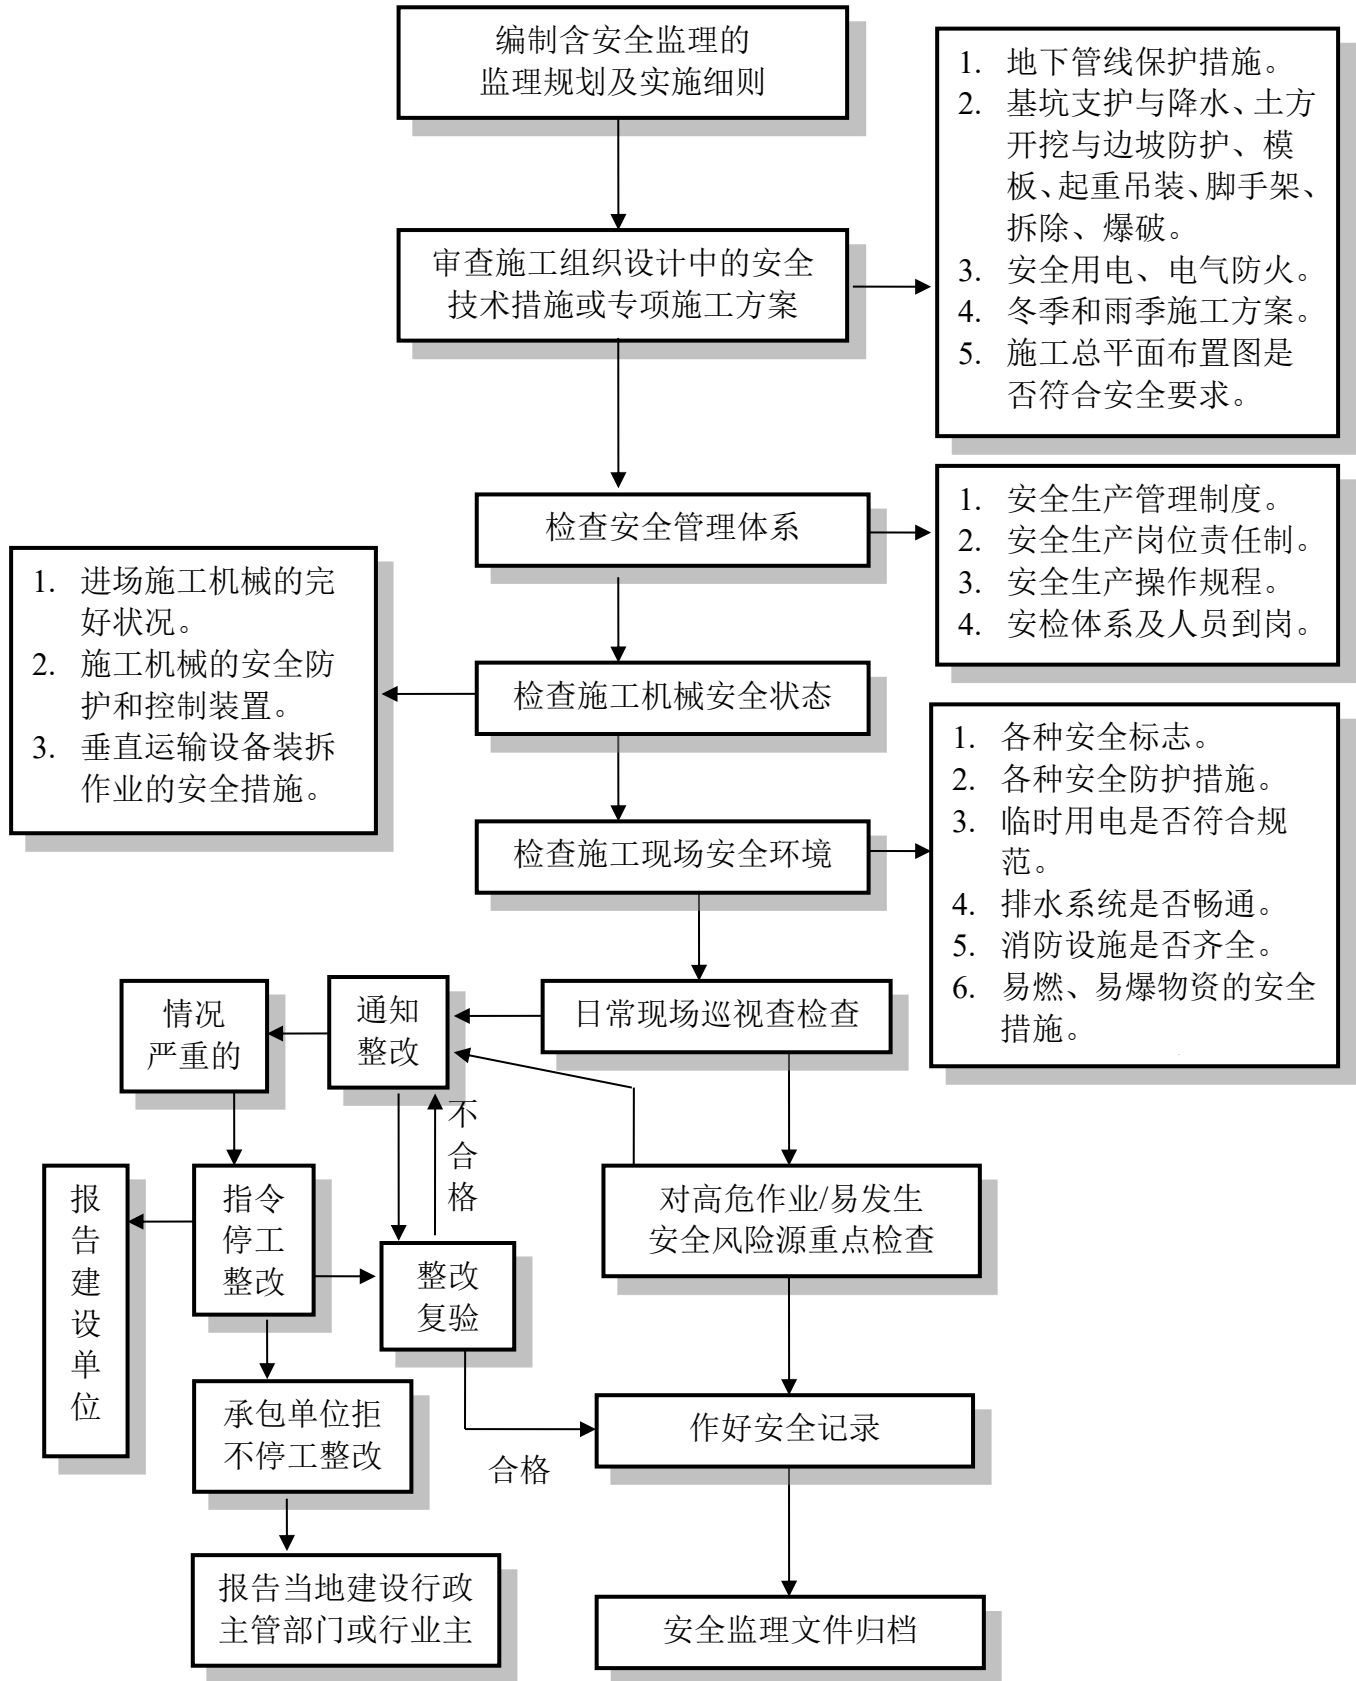 编制含安全监理的
监理规划及实施细则
1. 地下管线保护措施。
2. 基坑支护与降水、土方
开挖与边坡防护、模
板、起重吊装、脚手架、
拆除、爆破。
3. 安全用电、电气防火。
4. 冬季和雨季施工方案。
5. 施工总平面布置图是
否符合安全要求。
审查施工组织设计中的安全
技术措施或专项施工方案
检查安全管理体系
1. 安全生产管理制度。
2. 安全生产岗位责任制。
3. 安全生产操作规程。
4. 安检体系及人员到岗。
1. 进场施工机械的完
好状况。
2. 施工机械的安全防
护和控制装置。
3. 垂直运输设备装拆
作业的安全措施。
检查施工机械安全状态
检查施工现场安全环境
1. 各种安全标志。
2. 各种安全防护措施。
3. 临时用电是否符合规
范。
4. 排水系统是否畅通。
5. 消防设施是否齐全。
6. 易燃、易爆物资的安全
措施。
日常现场巡视查检查
通知
整改
情况
严重的
不
合
格
对高危作业/易发生
安全风险源重点检查
指令
停工
整改
报
告
建
设
单
位
整改
复验
承包单位拒
不停工整改
合格
作好安全记录
报告当地建设行政
主管部门或行业主
安全监理文件归档